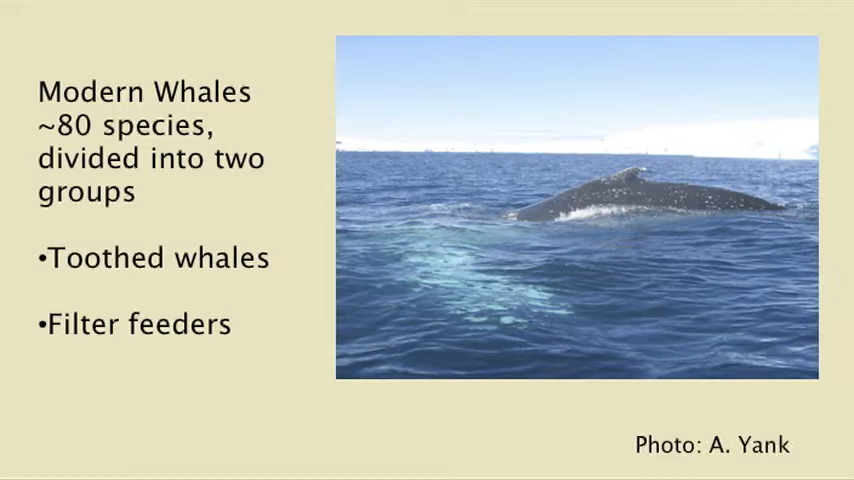 Modern Whales
~80 species,
divided into two
groups
•Toothed whales
•Filter feeders
Photo: A. Yank